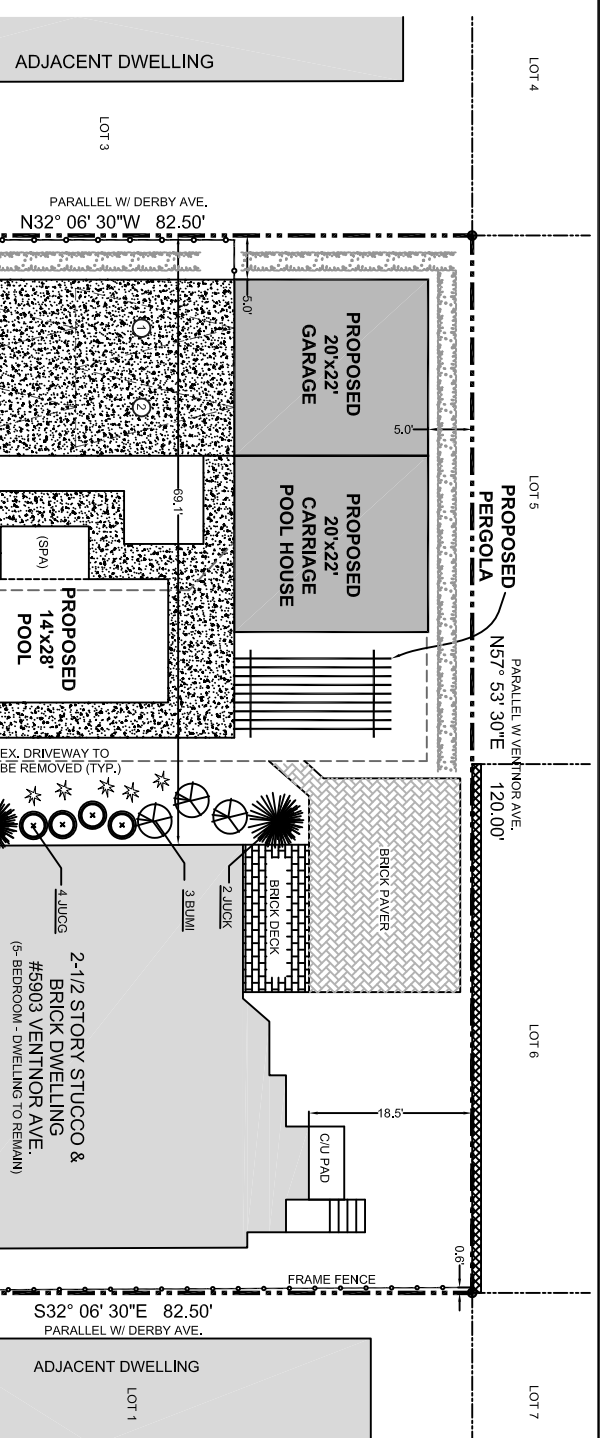 ADJACENT DWELLING
LOT 4
LOT 3
PARALLEL W/ DERBY AVE.
N32° 06' 30"W 82.50'
5.0'
PROPOSED
20'x22'
GARAGE
1
2
5.0'
69.1'
LOT 5
PROPOSED
PERGOLA
PROPOSED
20'x22'
CARRIAGE
POOL HOUSE
(SPA)
PROPOSED
14'x28'
POOL
PARALLEL W VENTNOR AVE.
N57° 53' 30"E 120.00'
EX. DRIVEWAY TO
BE REMOVED (TYP.)
BRICK PAVER
BRICK DECK
2 JUCK
3 BUMI
4 JUCG
2-1/2 STORY STUCCO &
BRICK DWELLING
#5903 VENTNOR AVE.
(5- BEDROOM - DWELLING TO REMAIN)
LOT 6
18.5'
C/U PAD
0.6'
FRAME FENCE
S32° 06' 30"E 82.50'
PARALLEL W/ DERBY AVE.
ADJACENT DWELLING
LOT 1
LOT 7